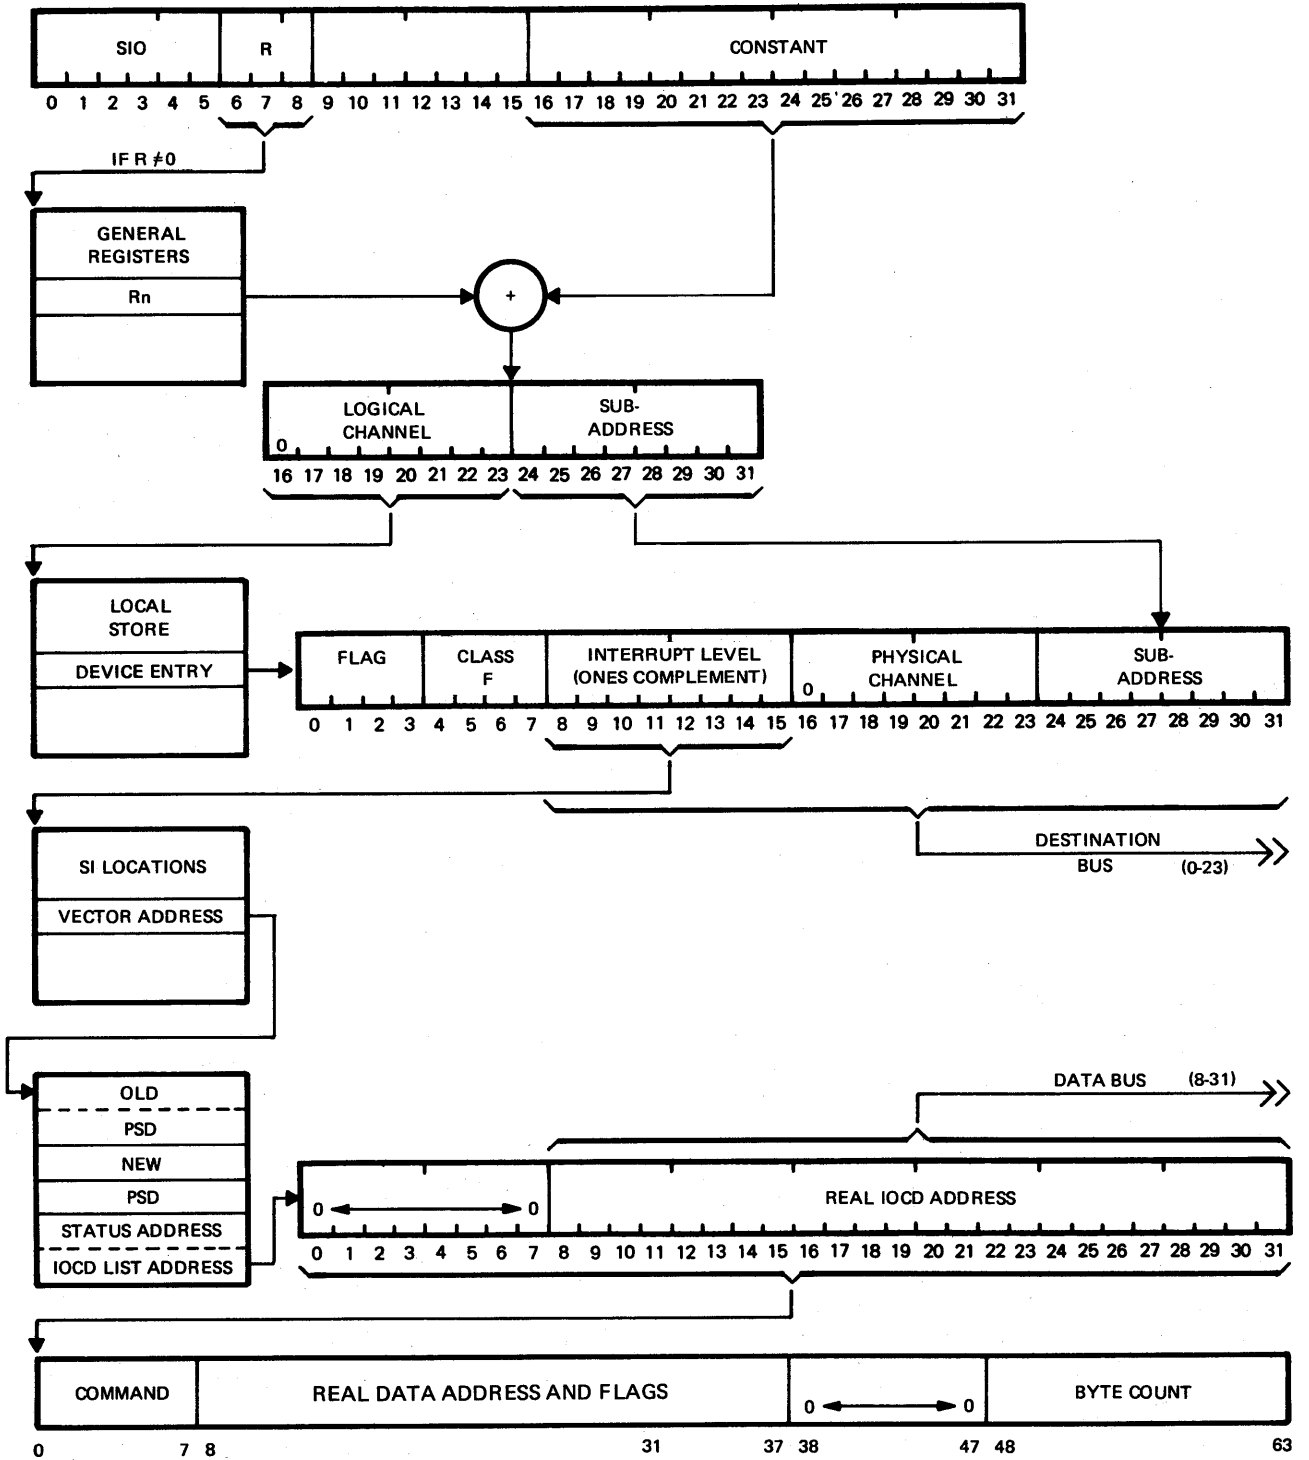 SIO R CONSTANT
0 1 2 3 4 5 6 7 8 9 10 11 12 13 14 15 16 17 18 19 20 21 22 23 24 25 26 27 28 29 30 31
IF R ≠0
GENERAL
REGISTERS
Rn
+
LOGICAL
CHANNEL
SUB-
ADDRESS
0
16 17 18 19 20 21 22 23 24 25 26 27 28 29 30 31
LOCAL
STORE
DEVICE ENTRY
FLAG
CLASS
F
INTERRUPT LEVEL
(ONES COMPLEMENT)
PHYSICAL
CHANNEL
0
SUB-
ADDRESS
0 1 2 3 4 5 6 7 8 9 10 11 12 13 14 15 16 17 18 19 20 21 22 23 24 25 26 27 28 29 30 31
DESTINATION
BUS (0-23)
SI LOCATIONS
VECTOR ADDRESS
OLD
PSD
NEW
PSD
STATUS ADDRESS
IOCD LIST ADDRESS
DATA BUS (8-31)
0 0 REAL IOCD ADDRESS
0 1 2 3 4 5 6 7 8 9 10 11 12 13 14 15 16 17 18 19 20 21 22 23 24 25 26 27 28 29 30 31
COMMAND REAL DATA ADDRESS AND FLAGS 0 0 BYTE COUNT
0 7 8 31 37 38 47 48 63